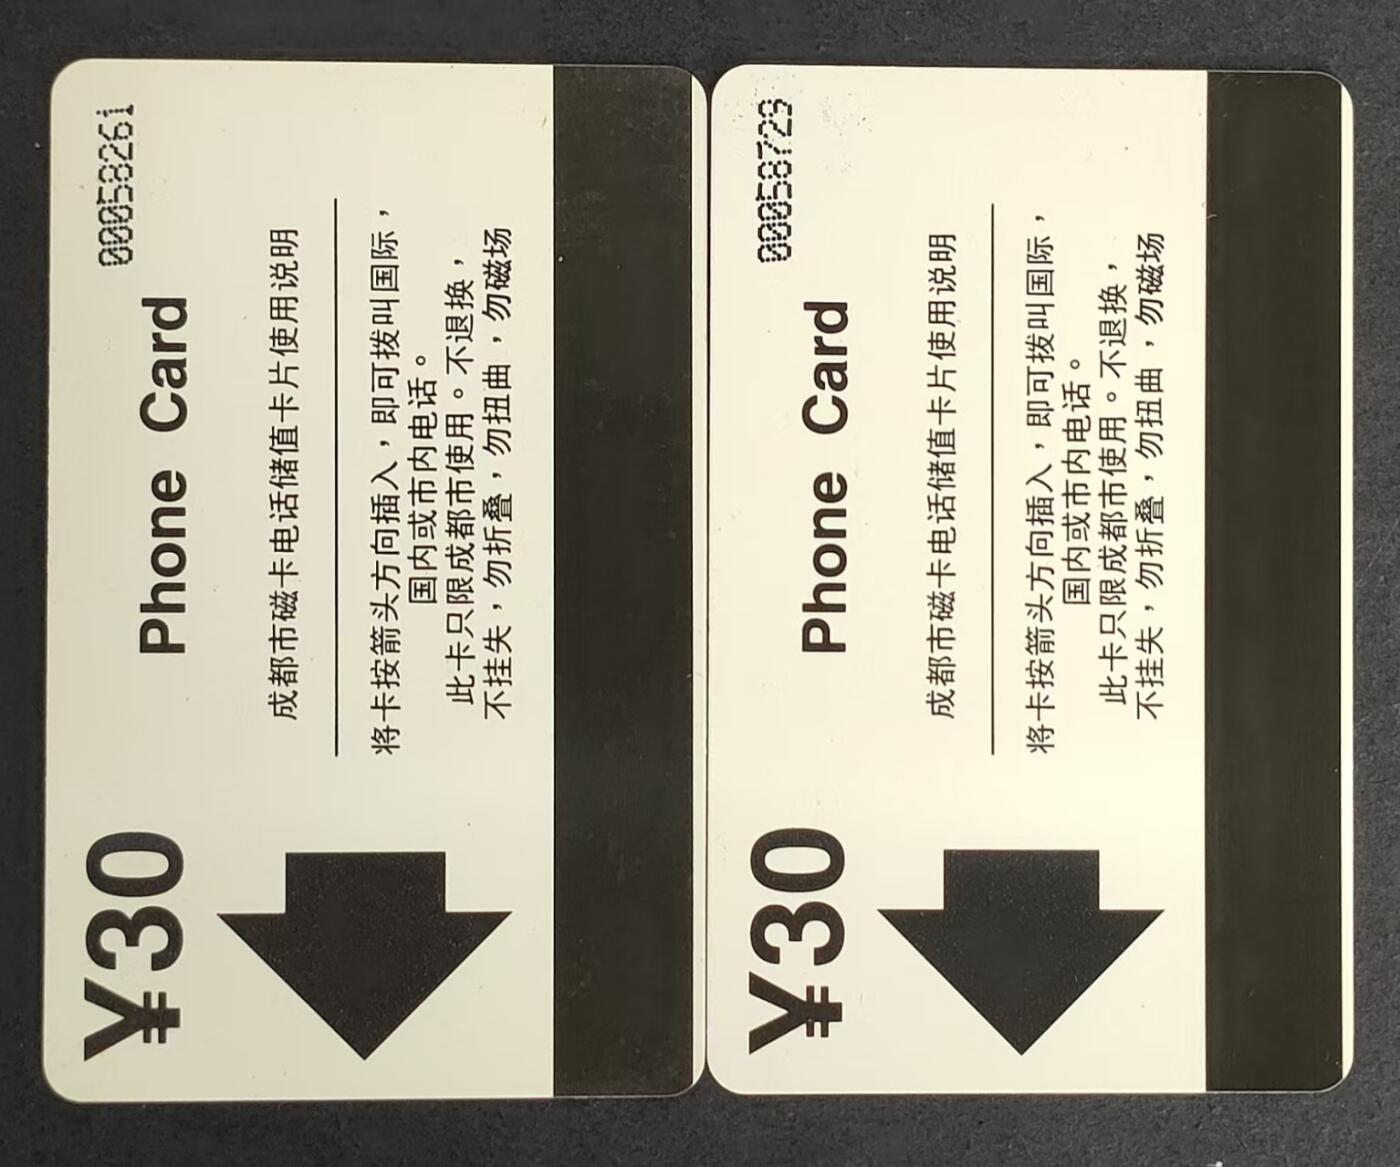 ¥30 Phone Card 00058261
成都市磁卡电话储值卡片使用说明
将卡按箭头方向插入，即可拨叫国际，
国内或市内电话。
此卡只限成都市使用。不退换，
不挂失，勿折叠，勿扭曲，勿磁场
¥30 Phone Card 00058729
成都市磁卡电话储值卡片使用说明
将卡按箭头方向插入，即可拨叫国际，
国内或市内电话。
此卡只限成都市使用。不退换，
不挂失，勿折叠，勿扭曲，勿磁场